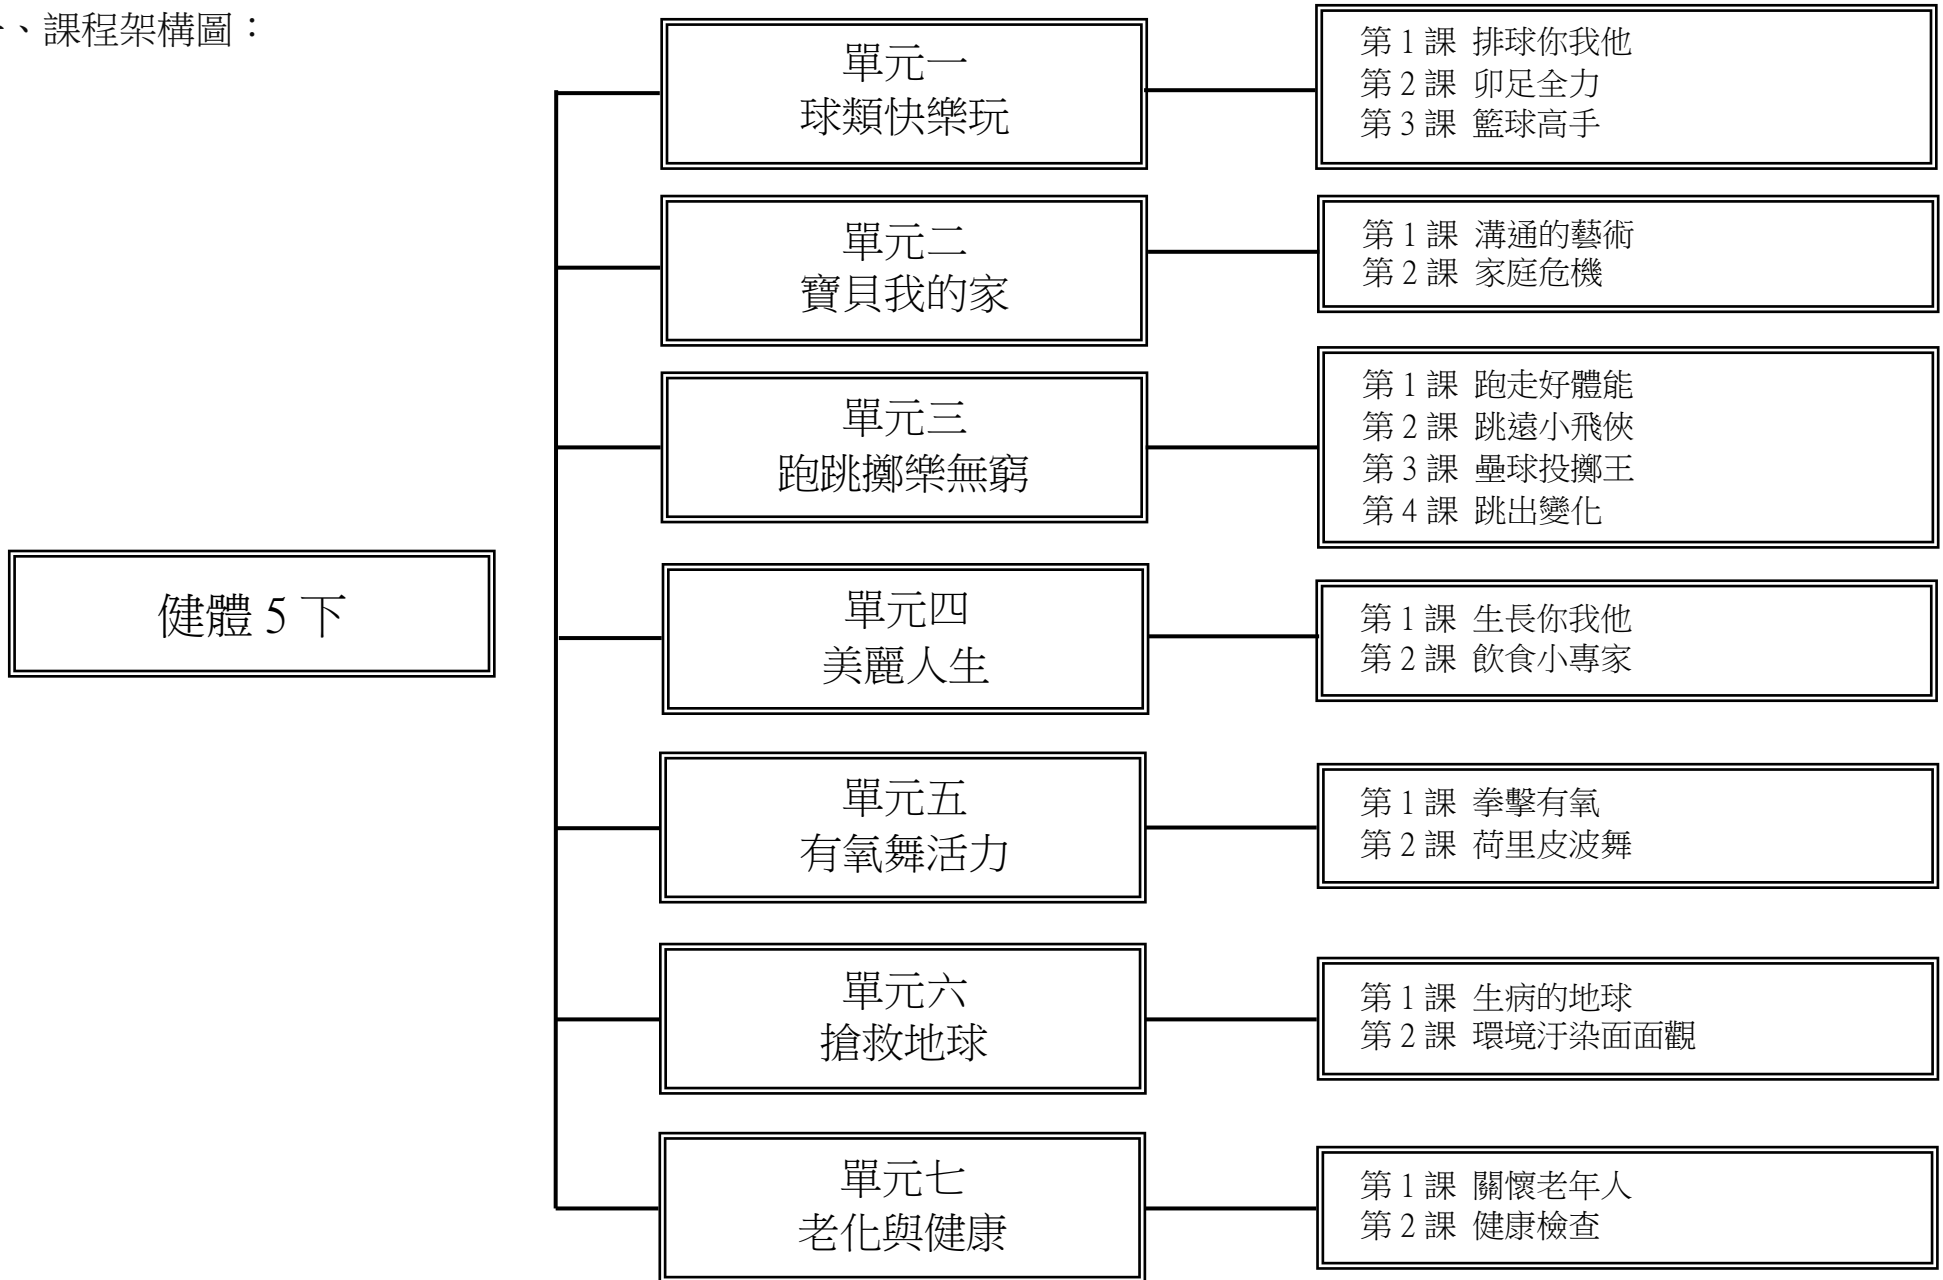 、課程架構圖：
單元一
球類快樂玩
第 1 課 排球你我他
第 2 課 卯足全力
第 3 課 籃球高手
單元二
寶貝我的家
第 1 課 溝通的藝術
第 2 課 家庭危機
單元三
跑跳擲樂無窮
第 1 課 跑走好體能
第 2 課 跳遠小飛俠
第 3 課 壘球投擲王
第 4 課 跳出變化
健體 5 下
單元四
美麗人生
第 1 課 生長你我他
第 2 課 飲食小專家
單元五
有氧舞活力
第 1 課 拳擊有氧
第 2 課 荷里皮波舞
單元六
搶救地球
第 1 課 生病的地球
第 2 課 環境汙染面面觀
單元七
老化與健康
第 1 課 關懷老年人
第 2 課 健康檢查